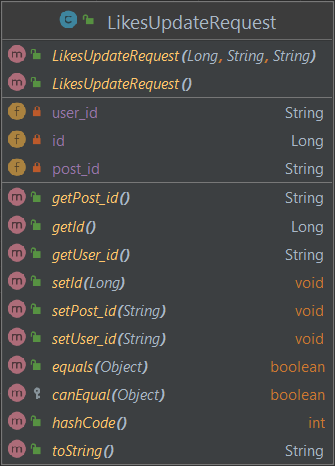 LikesUpdateRequest
LikesUpdateRequest(Long, String, String)
LikesUpdateRequest()
user_id String
id Long
post_id String
getPost_id() String
getId() Long
getUser_id() String
setId(Long) void
setPost_id(String) void
setUser_id(String) void
equals(Object) boolean
canEqual(Object) boolean
hashCode() int
toString() String